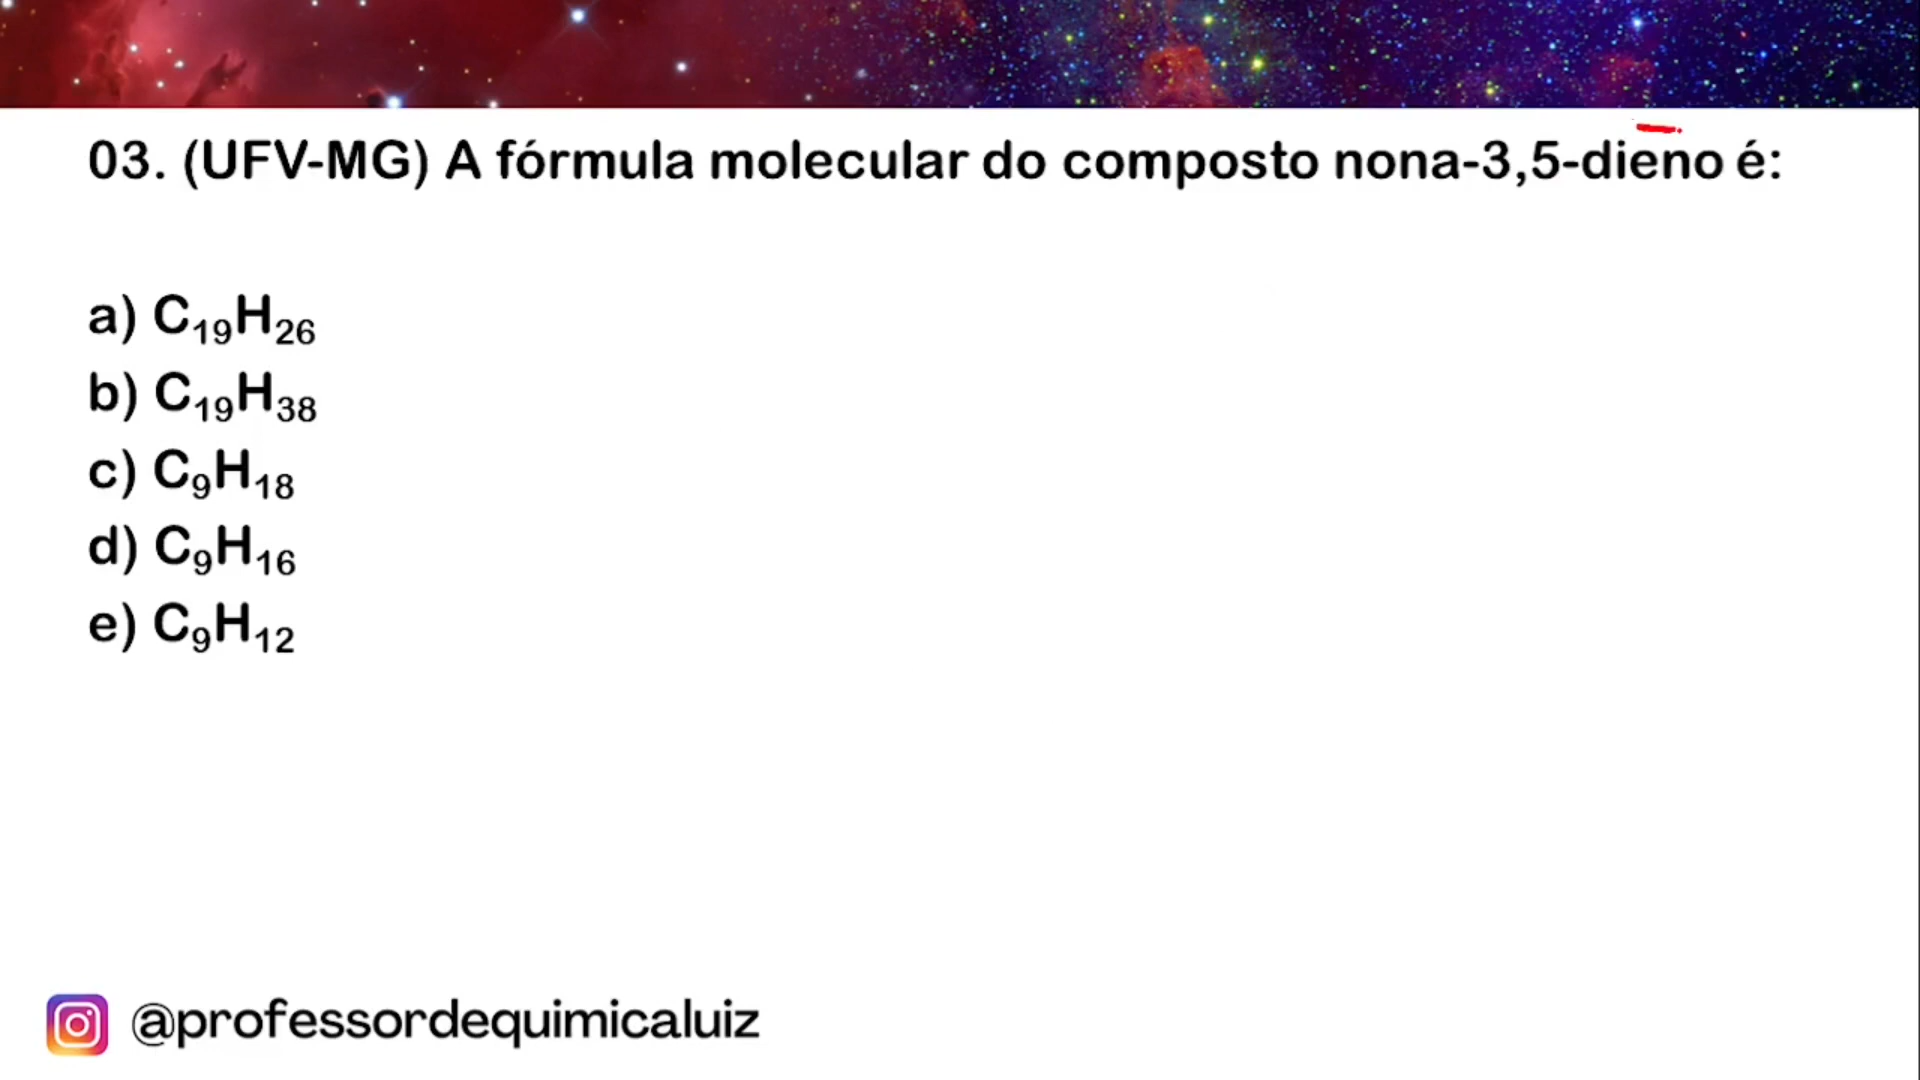 03. (UFV-MG) A fórmula molecular do composto nona-3,5-dieno é:
a) C₁₉H₂₆
b) C₁₉H₃₈
c) C₉H₁₈
d) C₉H₁₆
e) C₉H₁₂
@professordequimicaluiz